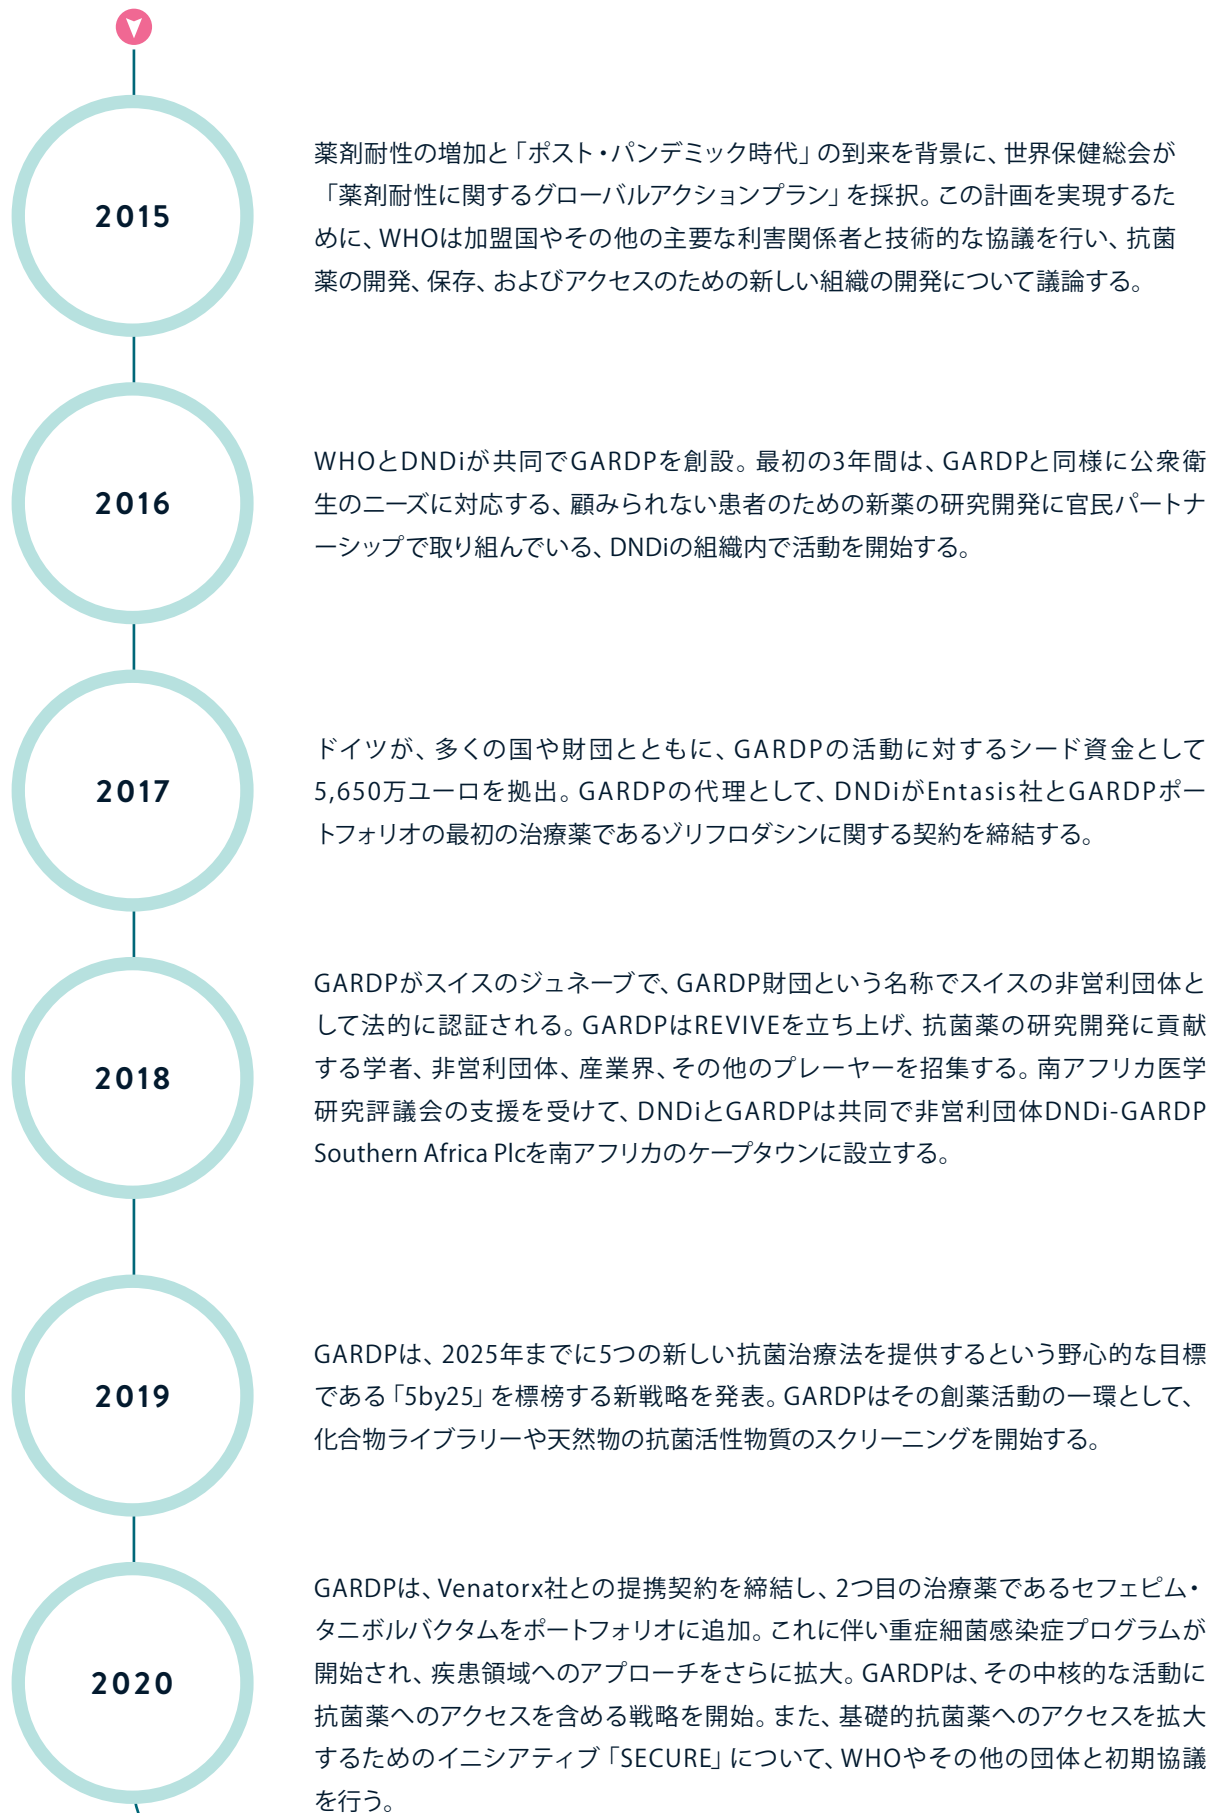 2015
薬剤耐性の増加と「ポスト・パンデミック時代」の到来を背景に、世界保健総会が
「薬剤耐性に関するグローバルアクションプラン」を採択。この計画を実現するた
めに、WHOは加盟国やその他の主要な利害関係者と技術的な協議を行い、抗菌
薬の開発、保存、およびアクセスのための新しい組織の開発について議論する。
2016
WHOとDNDiが共同でGARDPを創設。最初の3年間は、GARDPと同様に公衆衛
生のニーズに対応する、顧みられない患者のための新薬の研究開発に官民パートナ
ーシップで取り組んでいる、DNDiの組織内で活動を開始する。
2017
ドイツが、多くの国や財団とともに、GARDPの活動に対するシード資金として
5,650万ユーロを拠出。GARDPの代理として、DNDiがEntasis社とGARDPポー
トフォリオの最初の治療薬であるゾリフロダシンに関する契約を締結する。
2018
GARDPがスイスのジュネーブで、GARDP財団という名称でスイスの非営利団体と
して法的に認証される。GARDPはREVIVEを立ち上げ、抗菌薬の研究開発に貢献
する学者、非営利団体、産業界、その他のプレーヤーを招集する。南アフリカ医学
研究評議会の支援を受けて、DNDiとGARDPは共同で非営利団体DNDi-GARDP
Southern Africa Plcを南アフリカのケープタウンに設立する。
2019
GARDPは、2025年までに5つの新しい抗菌治療法を提供するという野心的な目標
である「5by25」を標榜する新戦略を発表。GARDPはその創薬活動の一環として、
化合物ライブラリーや天然物の抗菌活性物質のスクリーニングを開始する。
2020
GARDPは、Venatorx社との提携契約を締結し、2つ目の治療薬であるセフェピム・
タニボルバクタムをポートフォリオに追加。これに伴い重症細菌感染症プログラムが
開始され、疾患領域へのアプローチをさらに拡大。GARDPは、その中核的な活動に
抗菌薬へのアクセスを含める戦略を開始。また、基礎的抗菌薬へのアクセスを拡大
するためのイニシアティブ「SECURE」について、WHOやその他の団体と初期協議
を行う。